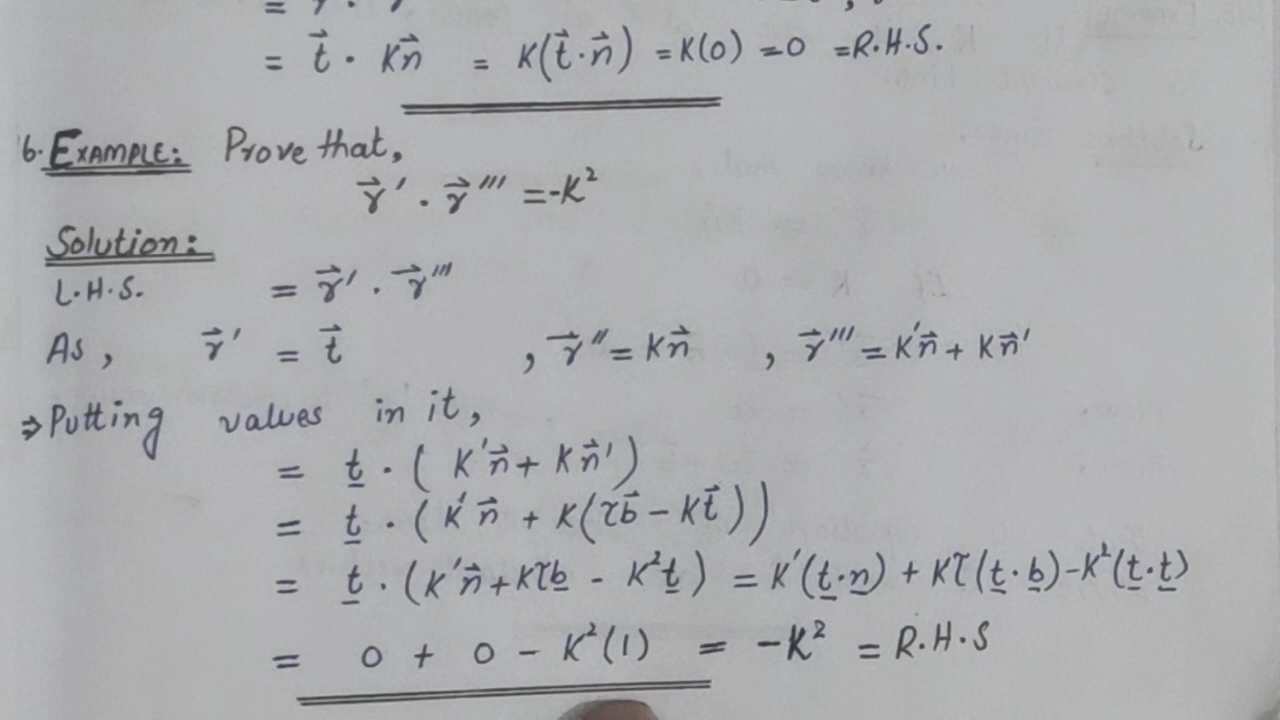 = t⃗ · Kn⃗ = K(t⃗·n⃗) = K(0) = 0 = R.H.S.
6. EXAMPLE: Prove that,
r⃗′ · r⃗‴ = -K²
Solution:
L.H.S. = r⃗′ · r⃗‴
As, r⃗′ = t⃗ , r⃗″ = Kn⃗ , r⃗‴ = K′n⃗ + Kn⃗′
⇒ Putting values in it,
= t · ( K′n⃗ + Kn⃗′ )
= t · ( K′n⃗ + K(τb⃗ - Kt⃗ ))
= t · (K′n⃗ + Kτb - K²t ) = K′(t·n) + Kτ(t·b) - K²(t·t)
= 0 + 0 - K²(1) = -K² = R.H.S